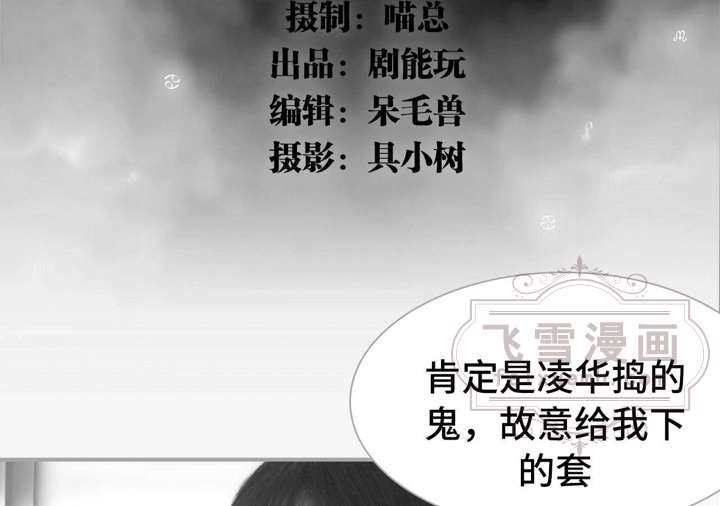 摄制：喵总
出品：剧能玩
编辑：呆毛兽
摄影：具小树
飞雪漫画
肯定是凌华捣的
鬼，故意给我下
的套